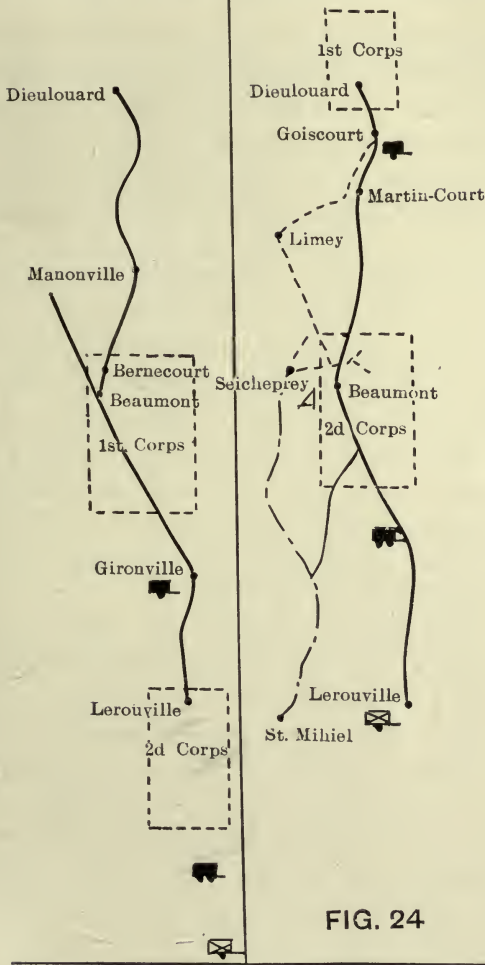 Dieulouard
Manonville
Bernecourt
Beaumont
1st. Corps
Gironville
Lerouville
2d Corps
1st Corps
Dieulouard
Goiscourt
Martin-Court
Limey
Seicheprey
Beaumont
2d Corps
Lerouville
St. Mihiel
FIG. 24